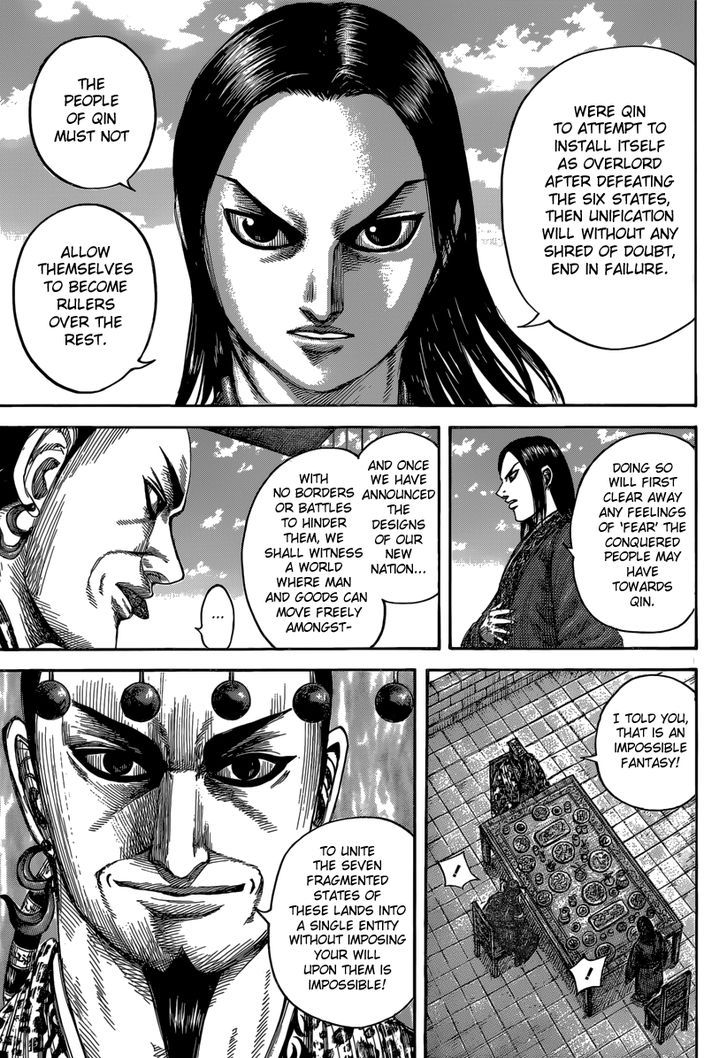 WERE QIN
TO ATTEMPT TO
INSTALL ITSELF
AS OVERLORD
AFTER DEFEATING
THE SIX STATES,
THEN UNIFICATION
WILL WITHOUT ANY
SHRED OF DOUBT,
END IN FAILURE.
THE
PEOPLE
OF QIN
MUST NOT
ALLOW
THEMSELVES
TO BECOME
RULERS
OVER THE
REST.
DOING SO
WILL FIRST
CLEAR AWAY
ANY FEELINGS
OF 'FEAR' THE
CONQUERED
PEOPLE MAY
HAVE
TOWARDS
QIN.
AND ONCE
WE HAVE
ANNOUNCED
THE
DESIGNS
OF OUR
NEW
NATION...
WITH
NO BORDERS
OR BATTLES
TO HINDER
THEM, WE
SHALL WITNESS
A WORLD
WHERE MAN
AND GOODS CAN
MOVE FREELY
AMONGST-
...
I TOLD YOU,
THAT IS AN
IMPOSSIBLE
FANTASY!
!
!
TO UNITE
THE SEVEN
FRAGMENTED
STATES OF
THESE LANDS INTO
A SINGLE ENTITY
WITHOUT IMPOSING
YOUR WILL
UPON THEM IS
IMPOSSIBLE!